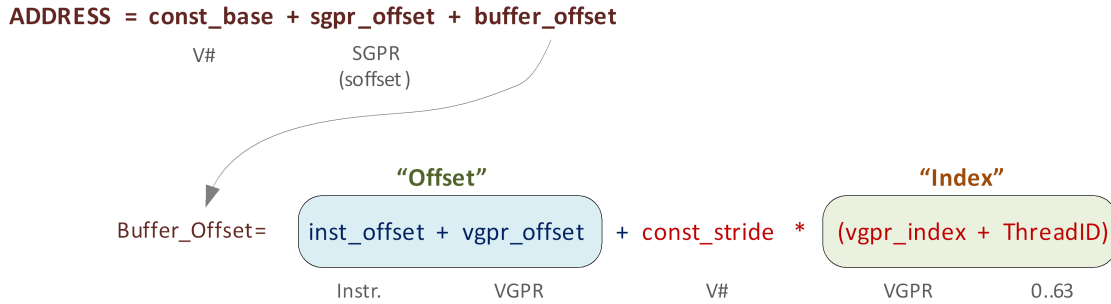 ADDRESS = const_base + sgpr_offset + buffer_offset
V# SGPR
(soffset)
“Offset” “Index”
Buffer_Offset= inst_offset + vgpr_offset + const_stride * (vgpr_index + ThreadID)
Instr. VGPR V# VGPR 0..63